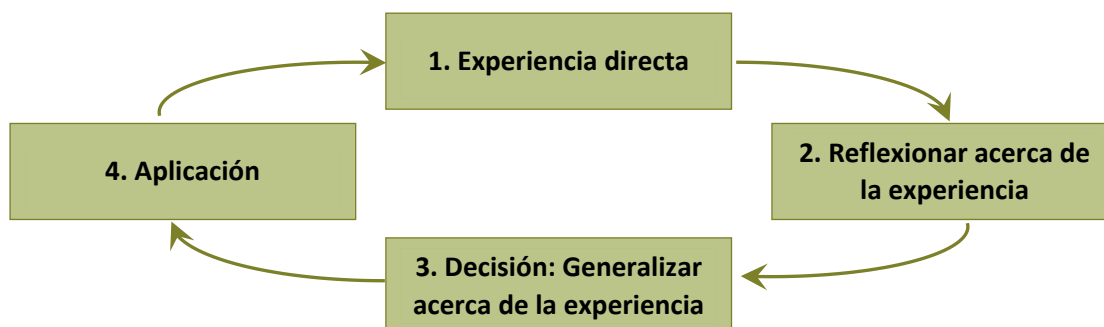 1. Experiencia directa
2. Reflexionar acerca de
la experiencia
3. Decisión: Generalizar
acerca de la experiencia
4. Aplicación